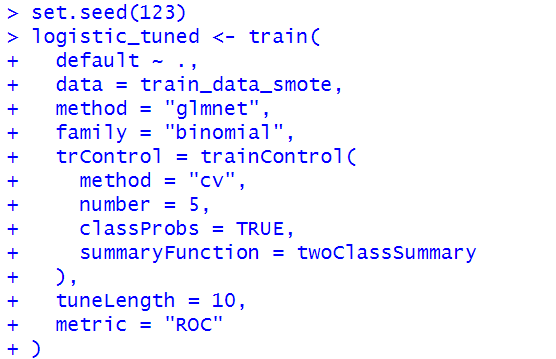 > set.seed(123)
> logistic_tuned <- train(
+   default ~ .,
+   data = train_data_smote,
+   method = "glmnet",
+   family = "binomial",
+   trControl = trainControl(
+     method = "cv",
+     number = 5,
+     classProbs = TRUE,
+     summaryFunction = twoClassSummary
+   ),
+   tuneLength = 10,
+   metric = "ROC"
+ )